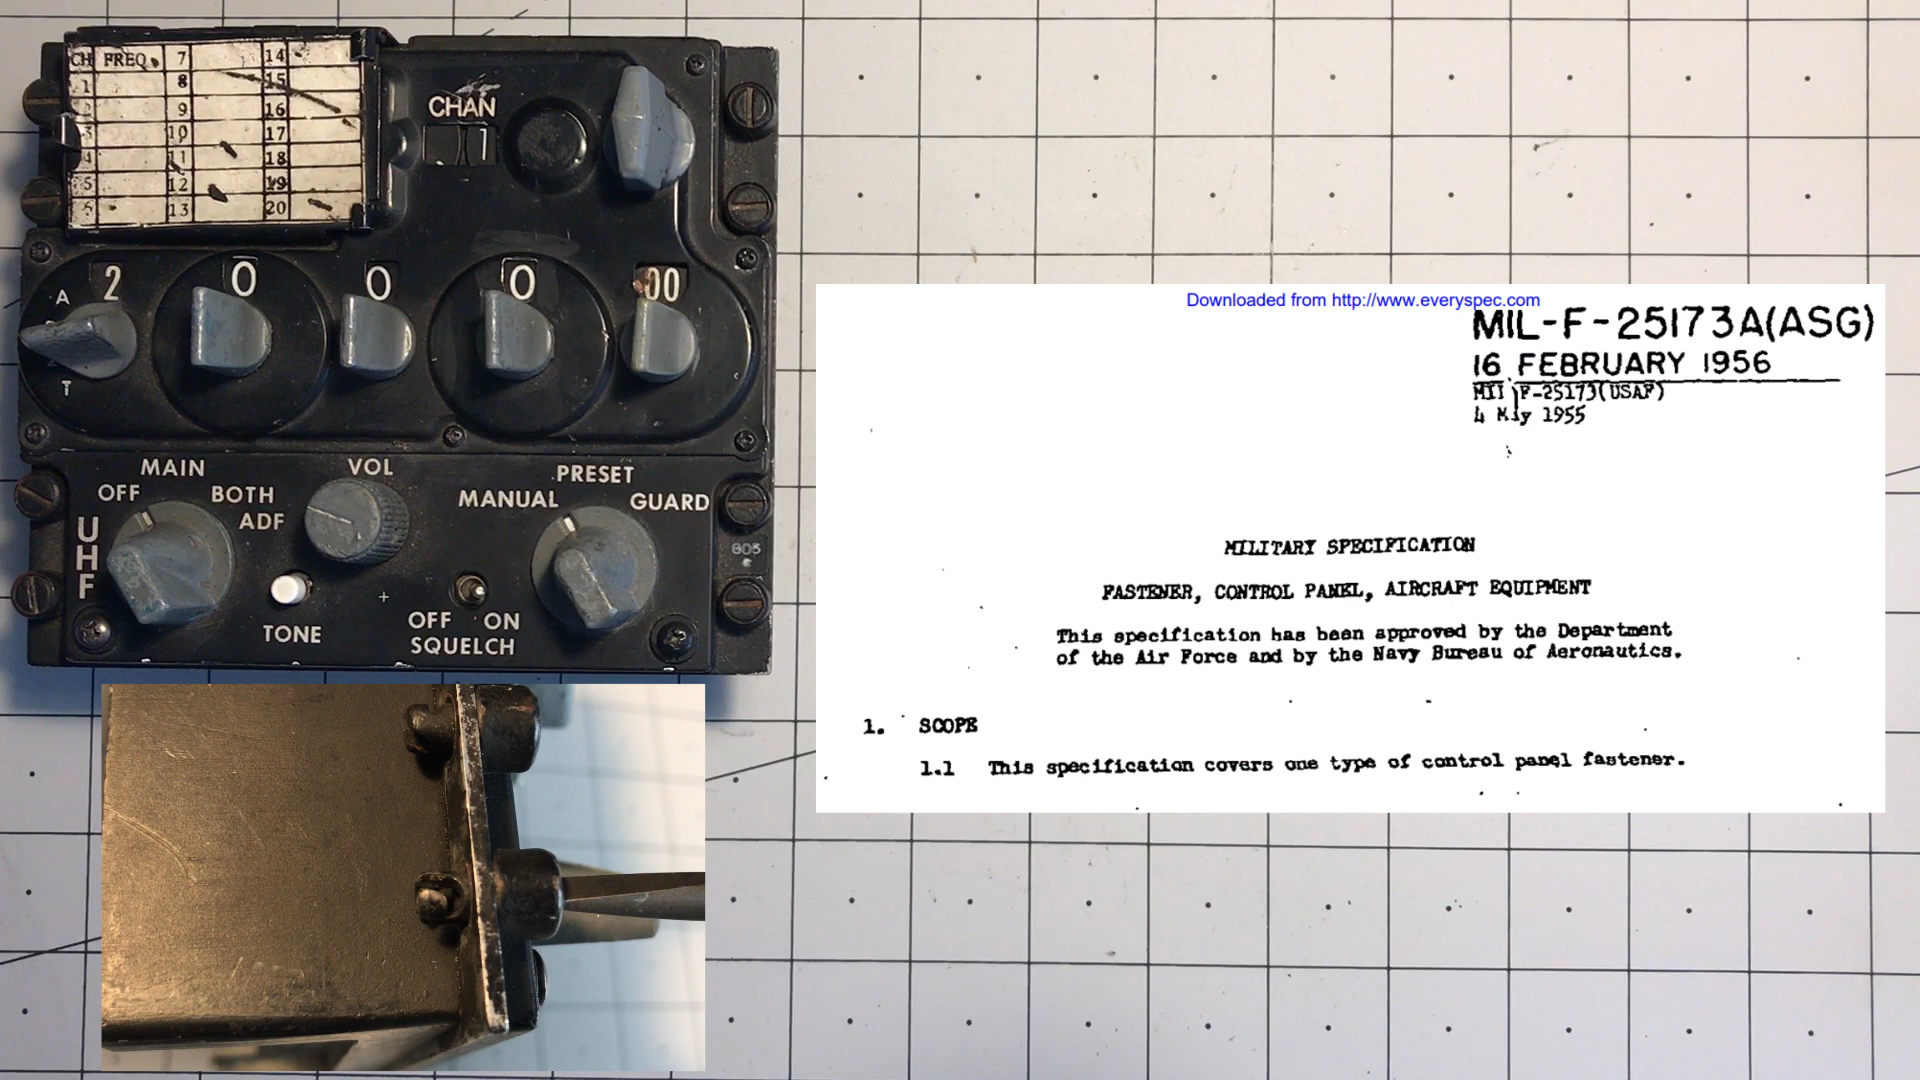 CH FREQ 7 14
1 8 15
2 9 16
3 10 17
4 11 18
5 12 19
6 13 20
CHAN
1
2 0 0 0 00
A
T
MAIN
OFF BOTH
ADF
VOL
PRESET
MANUAL GUARD
UHF
TONE
OFF ON
SQUELCH
605
Downloaded from http://www.everyspec.com
MIL-F-25173A(ASG)
16 FEBRUARY 1956
MIL-F-25173(USAF)
4 May 1955
MILITARY SPECIFICATION
FASTENER, CONTROL PANEL, AIRCRAFT EQUIPMENT
This specification has been approved by the Department
of the Air Force and by the Navy Bureau of Aeronautics.
1. SCOPE
1.1 This specification covers one type of control panel fastener.